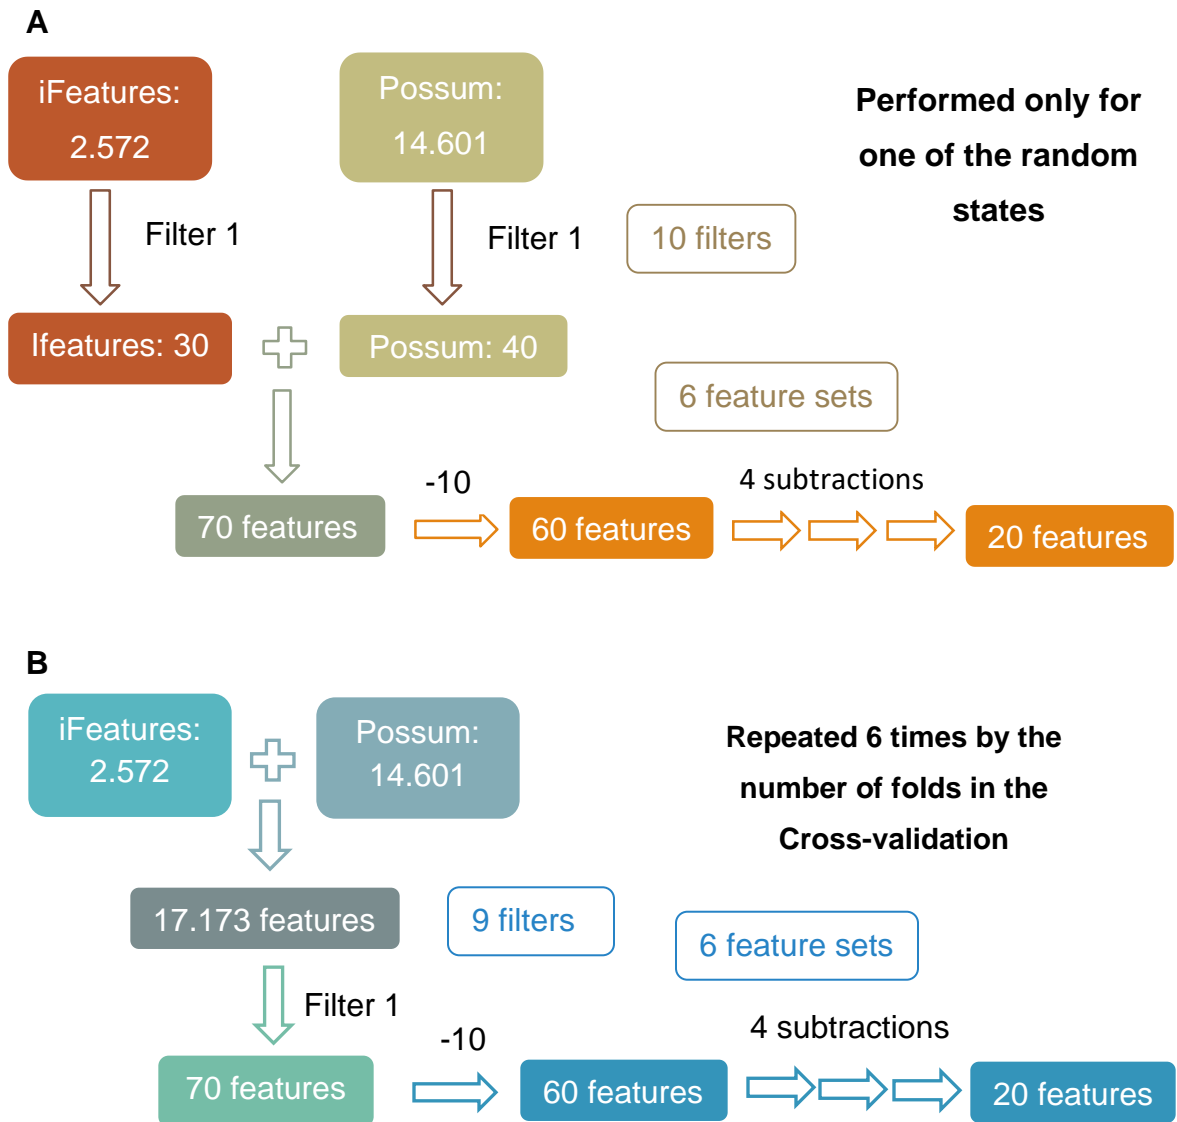 A
iFeatures:
2.572
Possum:
14.601
Performed only for
one of the random
states
Filter 1
Filter 1
10 filters
Ifeatures: 30
Possum: 40
6 feature sets
-10
4 subtractions
70 features
60 features
20 features
B
iFeatures:
2.572
Possum:
14.601
Repeated 6 times by the
number of folds in the
Cross-validation
17.173 features
9 filters
6 feature sets
Filter 1
-10
4 subtractions
70 features
60 features
20 features